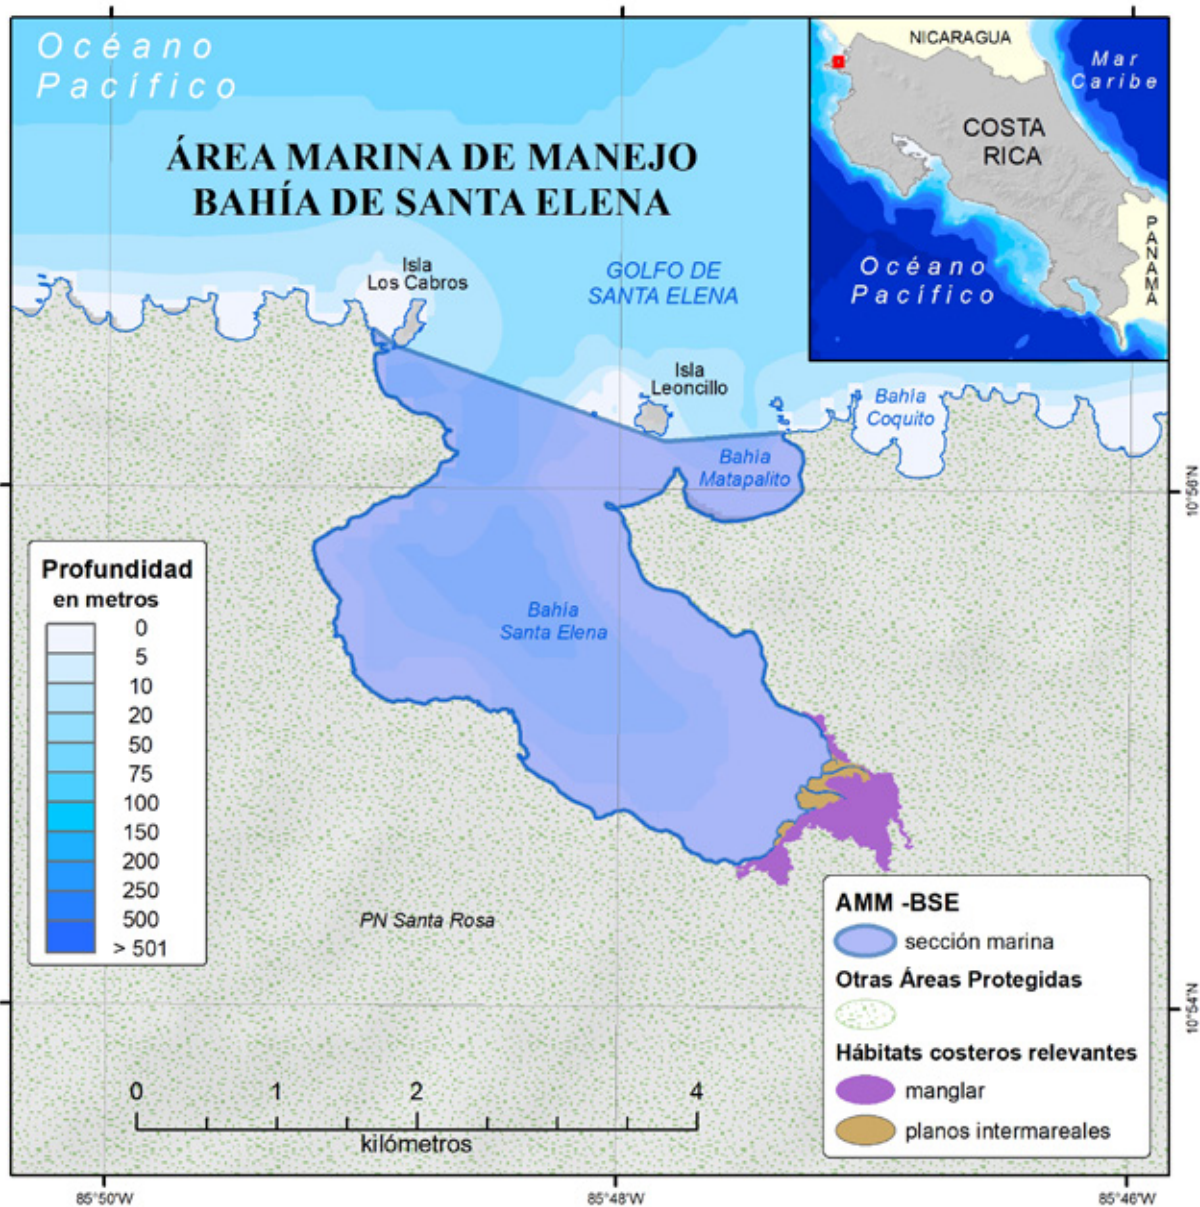 Océano
Pacífico
ÁREA MARINA DE MANEJO
BAHÍA DE SANTA ELENA
NICARAGUA
Mar
Caribe
COSTA
RICA
PANAMÁ
Océano
Pacífico
Isla
Los Cabros
GOLFO DE
SANTA ELENA
Isla
Leoncillo
Bahía
Coquito
Bahía
Matapalito
10°56'N
Bahía
Santa Elena
Profundidad
en metros
0
5
10
20
50
75
100
150
200
250
500
> 501
PN Santa Rosa
AMM -BSE
sección marina
Otras Áreas Protegidas
Hábitats costeros relevantes
manglar
planos intermareales
10°54'N
0 1 2 4
kilómetros
85°50'W 85°48'W 85°46'W